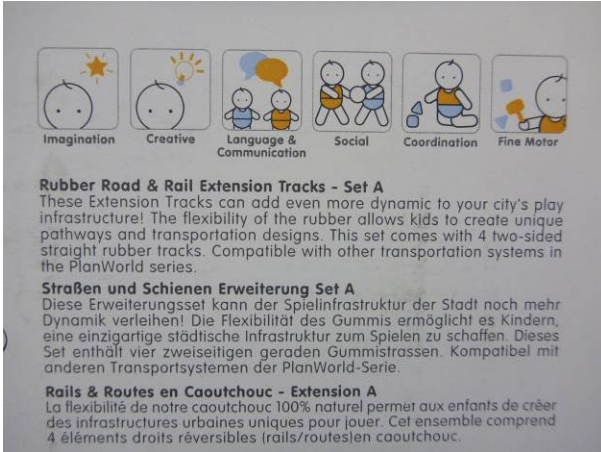 Imagination Creative Language & Communication Social Coordination Fine Motor
Rubber Road & Rail Extension Tracks - Set A
These Extension Tracks can add even more dynamic to your city's play
infrastructure! The flexibility of the rubber allows kids to create unique
pathways and transportation designs. This set comes with 4 two-sided
straight rubber tracks. Compatible with other transportation systems in
the PlanWorld series.
Straßen und Schienen Erweiterung Set A
Diese Erweiterungsset kann der Spielinfrastruktur der Stadt noch mehr
Dynamik verleihen! Die Flexibilität des Gummis ermöglicht es Kindern,
eine einzigartige städtische Infrastruktur zum Spielen zu schaffen. Dieses
Set enthält vier zweiseitigen geraden Gummistrassen. Kompatibel mit
anderen Transportsystemen der PlanWorld-Serie.
Rails & Routes en Caoutchouc - Extension A
La flexibilité de notre caoutchouc 100% naturel permet aux enfants de créer
des infrastructures urbaines uniques pour jouer. Cet ensemble comprend
4 éléments droits réversibles (rails/routes)en caoutchouc.